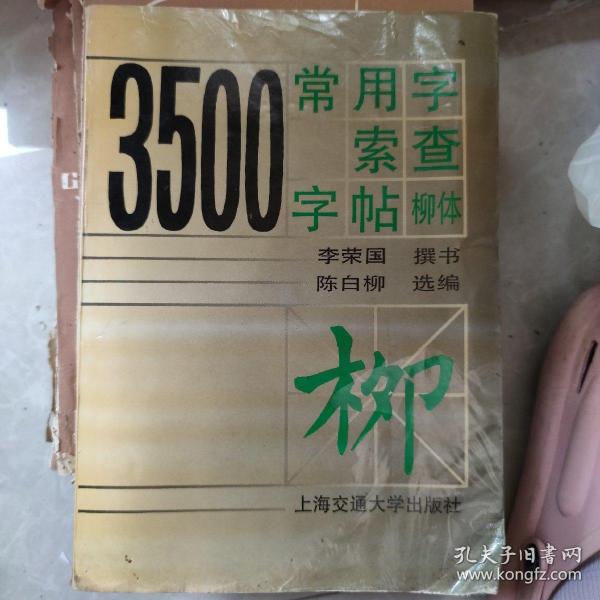 3500
常用字
索查
字帖 柳体
李荣国 撰书
陈白柳 选编
柳
上海交通大学出版社
孔夫子旧书网
www.kongfz.com